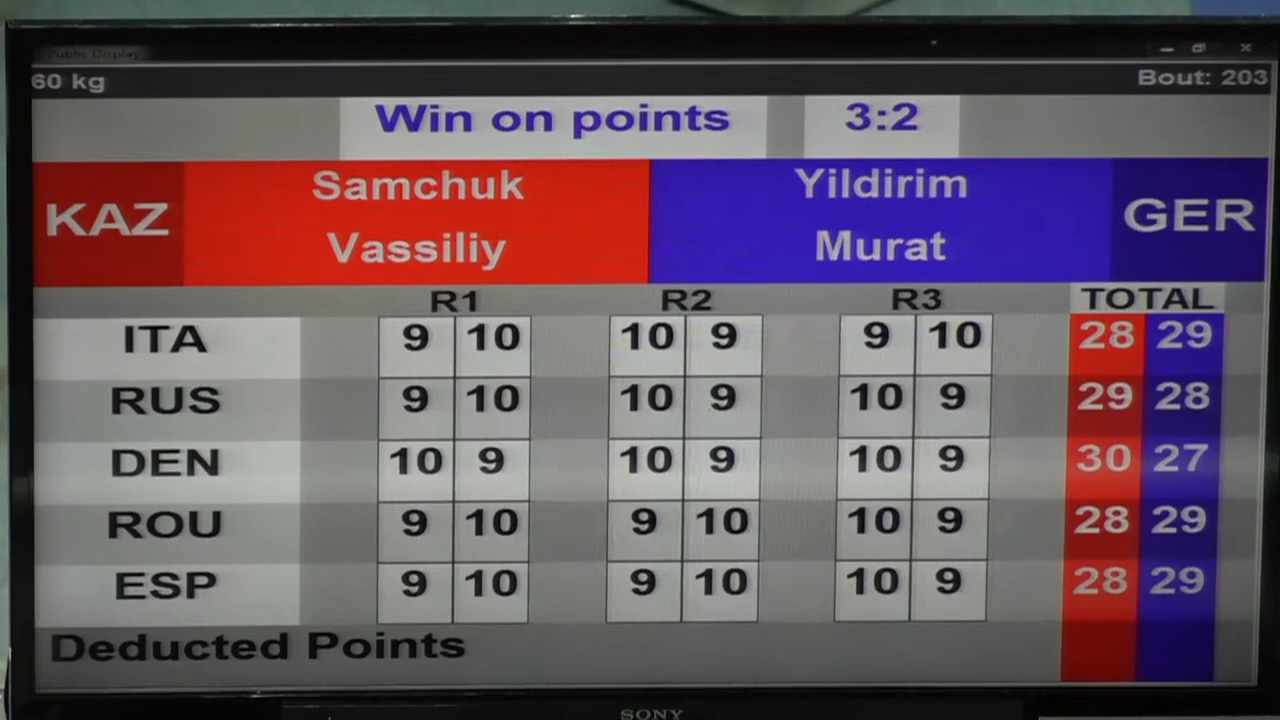 Public Display
60 kg Bout: 203
Win on points 3:2
KAZ Samchuk Vassiliy Yildirim Murat GER
R1 R2 R3 TOTAL
ITA 9 10 10 9 9 10 28 29
RUS 9 10 10 9 10 9 29 28
DEN 10 9 10 9 10 9 30 27
ROU 9 10 9 10 10 9 28 29
ESP 9 10 9 10 10 9 28 29
Deducted Points
SONY